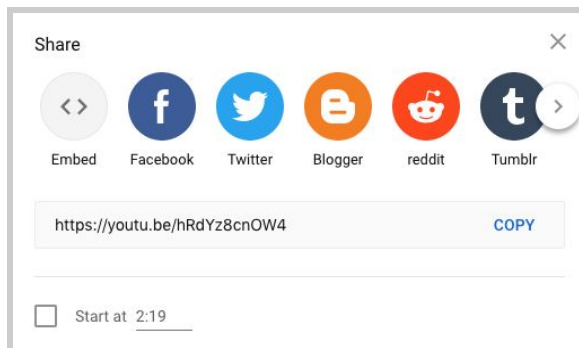 Share
Embed Facebook Twitter Blogger reddit Tumblr
https://youtu.be/hRdYz8cnOW4 COPY
Start at 2:19